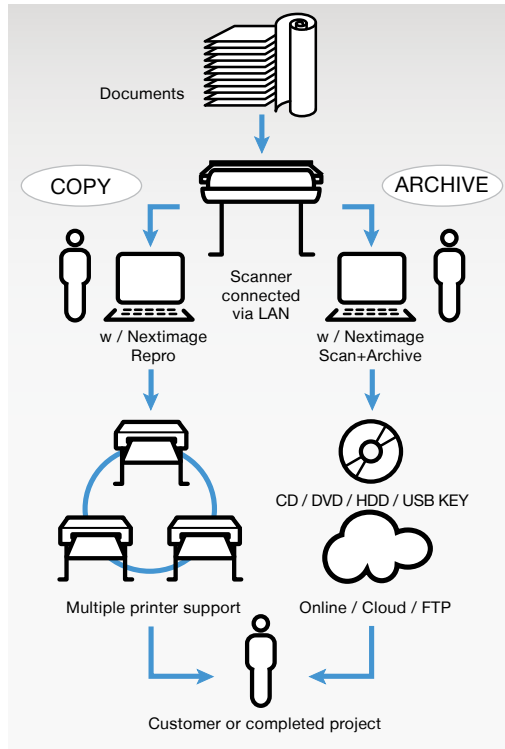 Documents
COPY
ARCHIVE
Scanner
connected
via LAN
w / Nextimage
Repro
w / Nextimage
Scan+Archive
CD / DVD / HDD / USB KEY
Multiple printer support
Online / Cloud / FTP
Customer or completed project